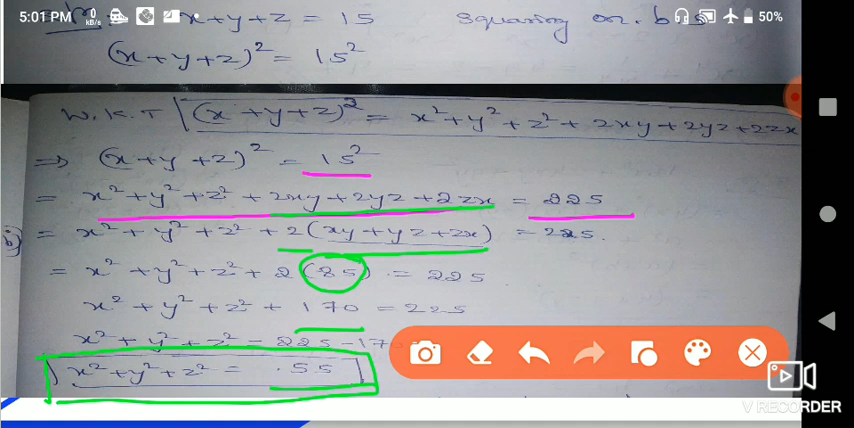 5:01 PM 0 KB/s 50%
x+y+z = 15 squaring on. b s
(x+y+z)² = 15²
W.K.T (x+y+z)² = x²+y²+z²+2xy+2yz+2zx
⇒ (x+y+z)² = 15²
= x²+y²+z²+2xy+2yz+2zx = 225
b) = x²+y²+z²+2(xy+yz+zx) = 225.
= x²+y²+z²+2(85) = 225
x²+y²+z²+170 = 225
x²+y²+z² = 225-170
x²+y²+z² = 55
V RECORDER